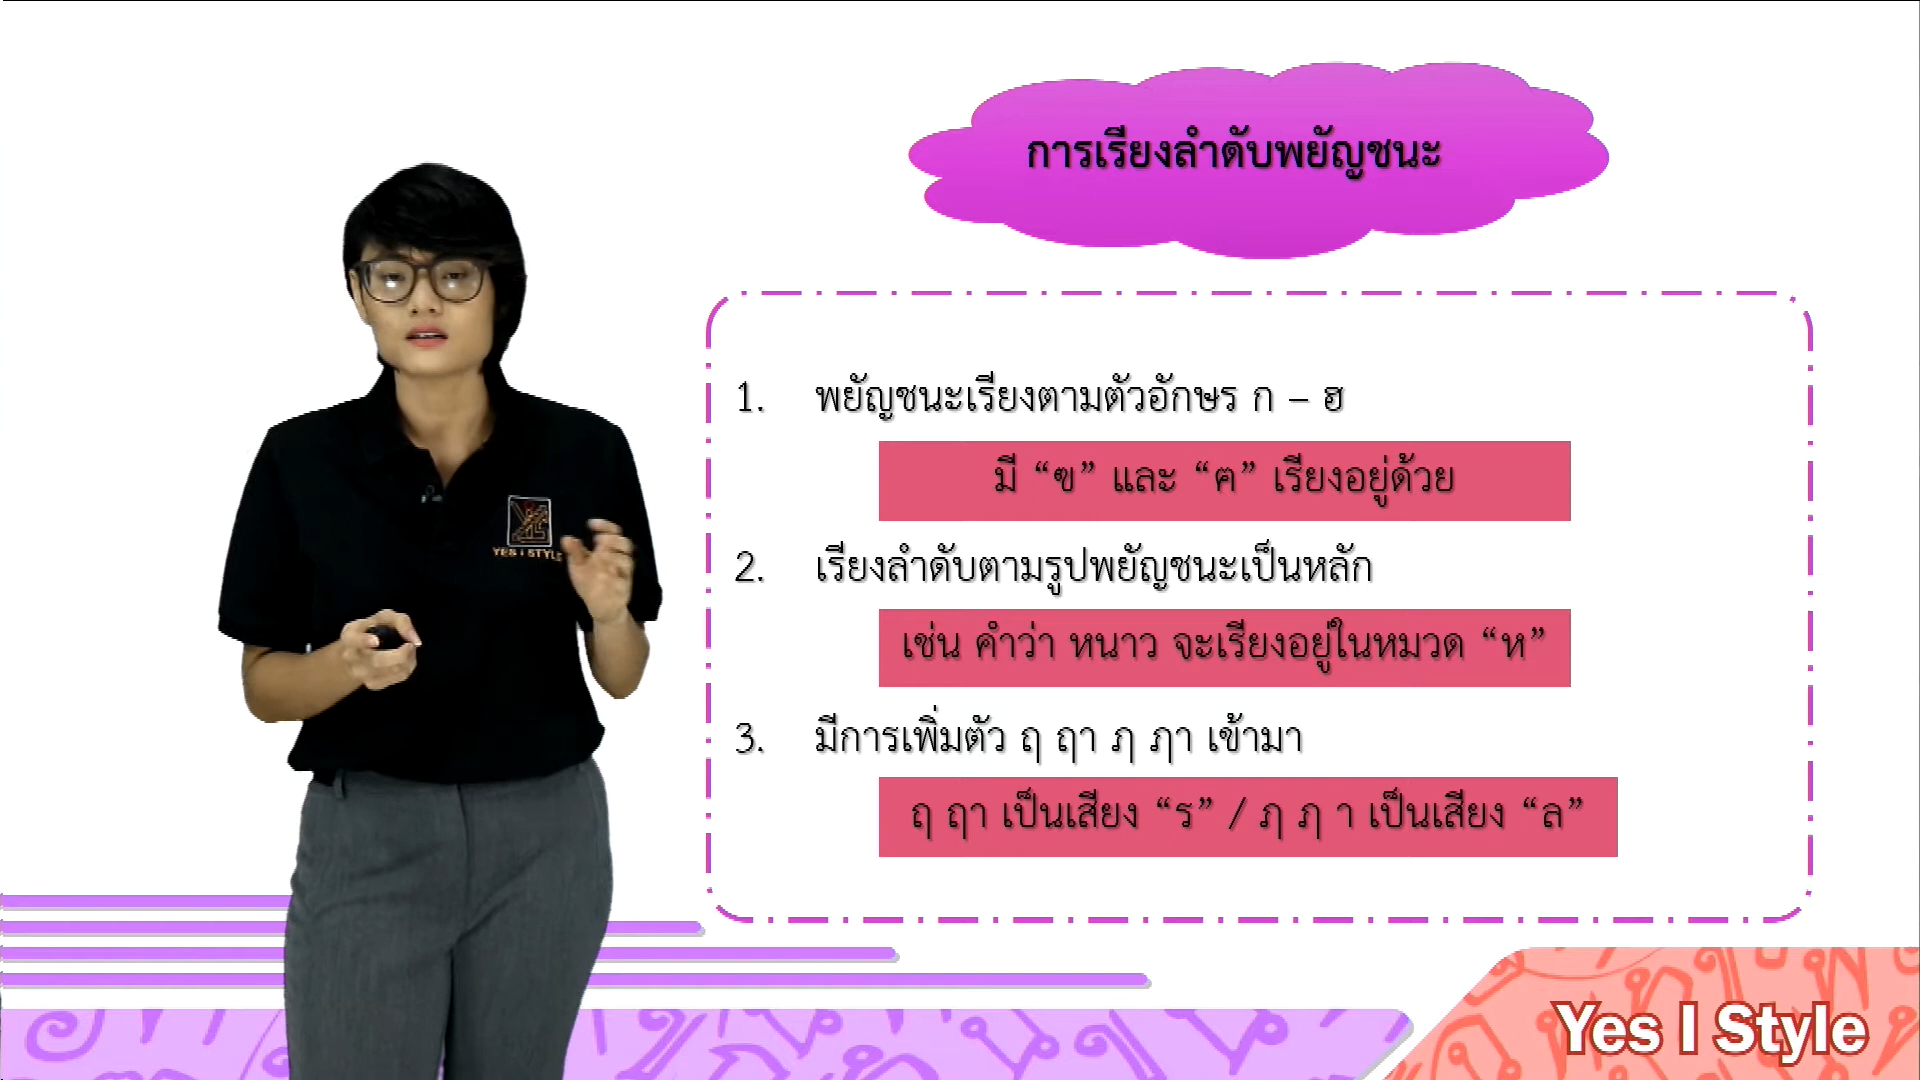 การเรียงลำดับพยัญชนะ
1. พยัญชนะเรียงตามตัวอักษร ก – ฮ
มี “ฃ” และ “ฅ” เรียงอยู่ด้วย
2. เรียงลำดับตามรูปพยัญชนะเป็นหลัก
เช่น คำว่า หนาว จะเรียงอยู่ในหมวด “ห”
3. มีการเพิ่มตัว ฤ ฤา ฦ ฦา เข้ามา
ฤ ฤา เป็นเสียง “ร” / ฦ ฦ า เป็นเสียง “ล”
YES I STYLE
Yes I Style